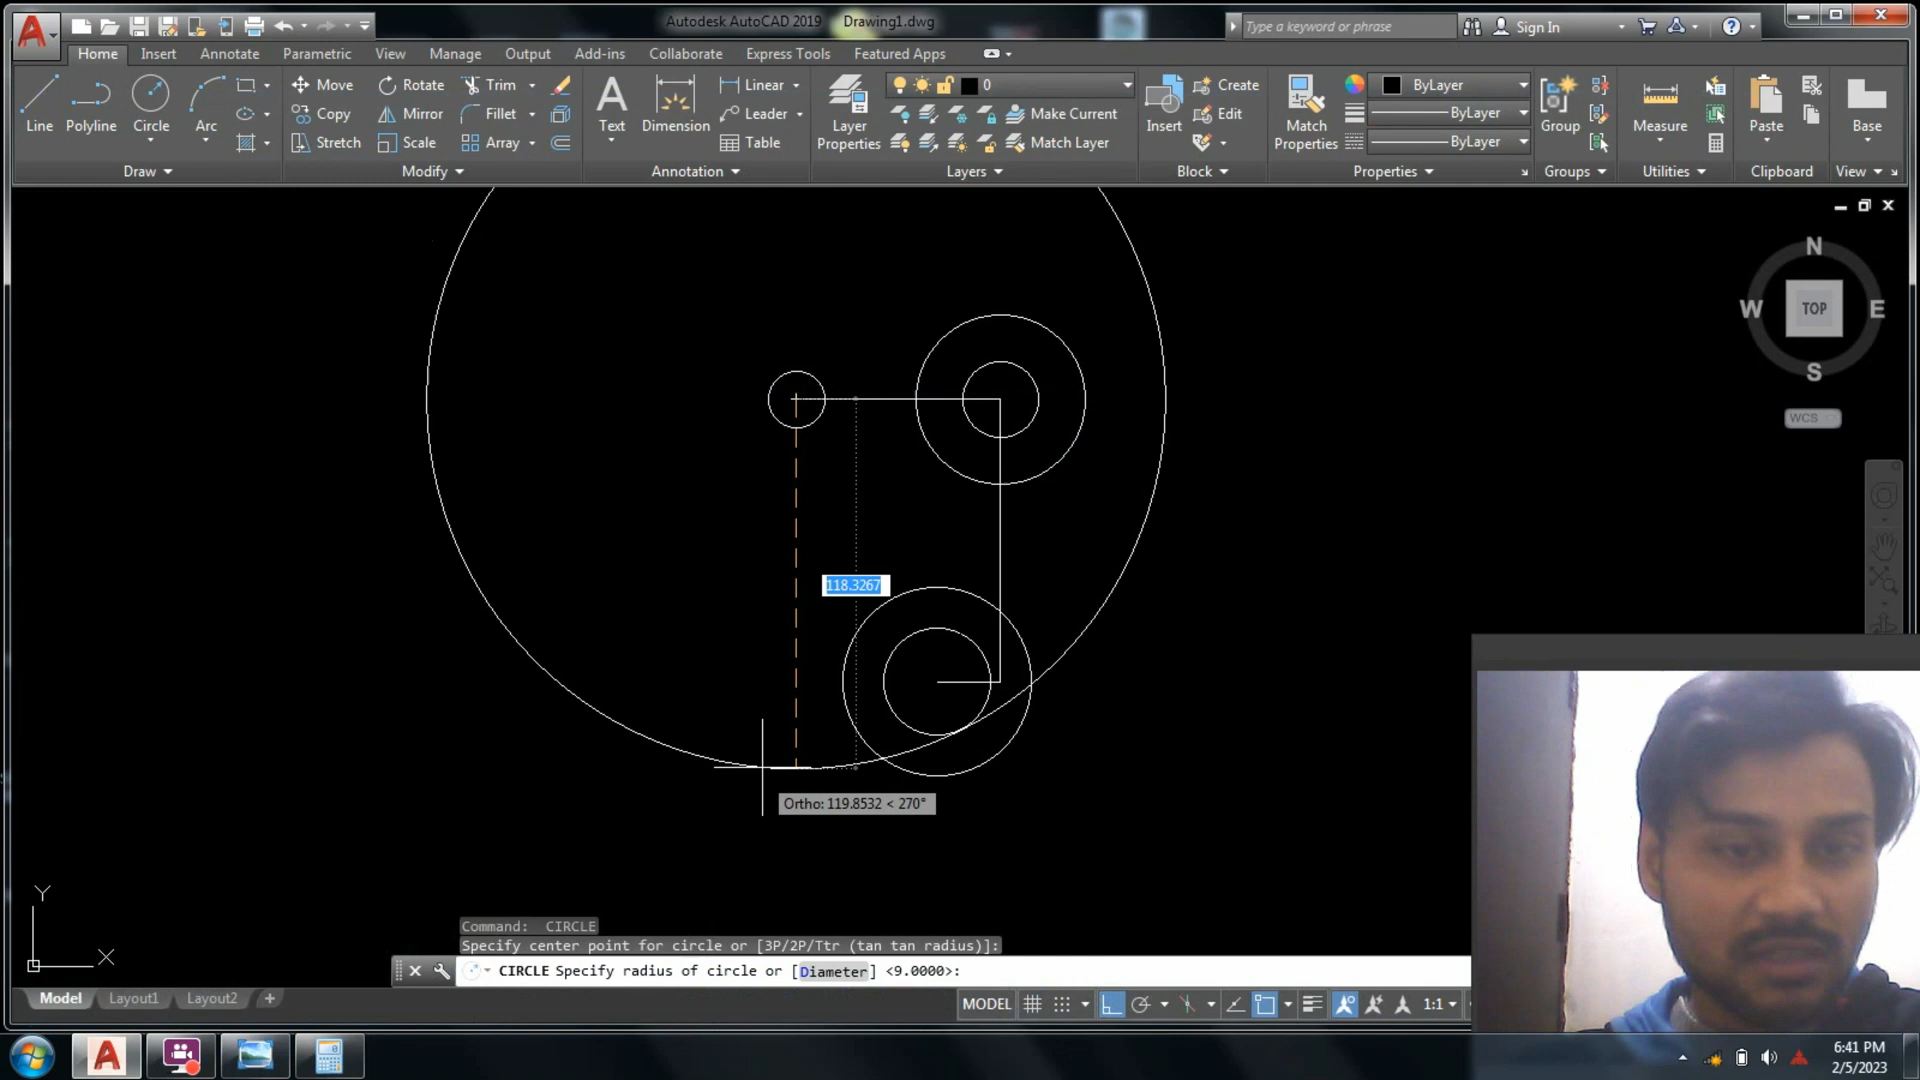 Autodesk AutoCAD 2019 Drawing1.dwg
Type a keyword or phrase
Sign In
Home Insert Annotate Parametric View Manage Output Add-ins Collaborate Express Tools Featured Apps
Line Polyline Circle Arc
Move Rotate Trim
Copy Mirror Fillet
Stretch Scale Array
Text Dimension
Linear
Leader
Table
Layer Properties
0
Make Current
Match Layer
Insert
Create
Edit
Match Properties
ByLayer
ByLayer
ByLayer
Group
Measure
Paste
Base
Draw Modify Annotation Layers Block Properties Groups Utilities Clipboard View
N
W TOP E
S
WCS
118.3267
Ortho: 119.8532 < 270°
Y
X
Command: CIRCLE
Specify center point for circle or [3P/2P/Ttr (tan tan radius)]:
CIRCLE Specify radius of circle or [Diameter] <9.0000>:
Model Layout1 Layout2 +
MODEL 1:1
6:41 PM
2/5/2023